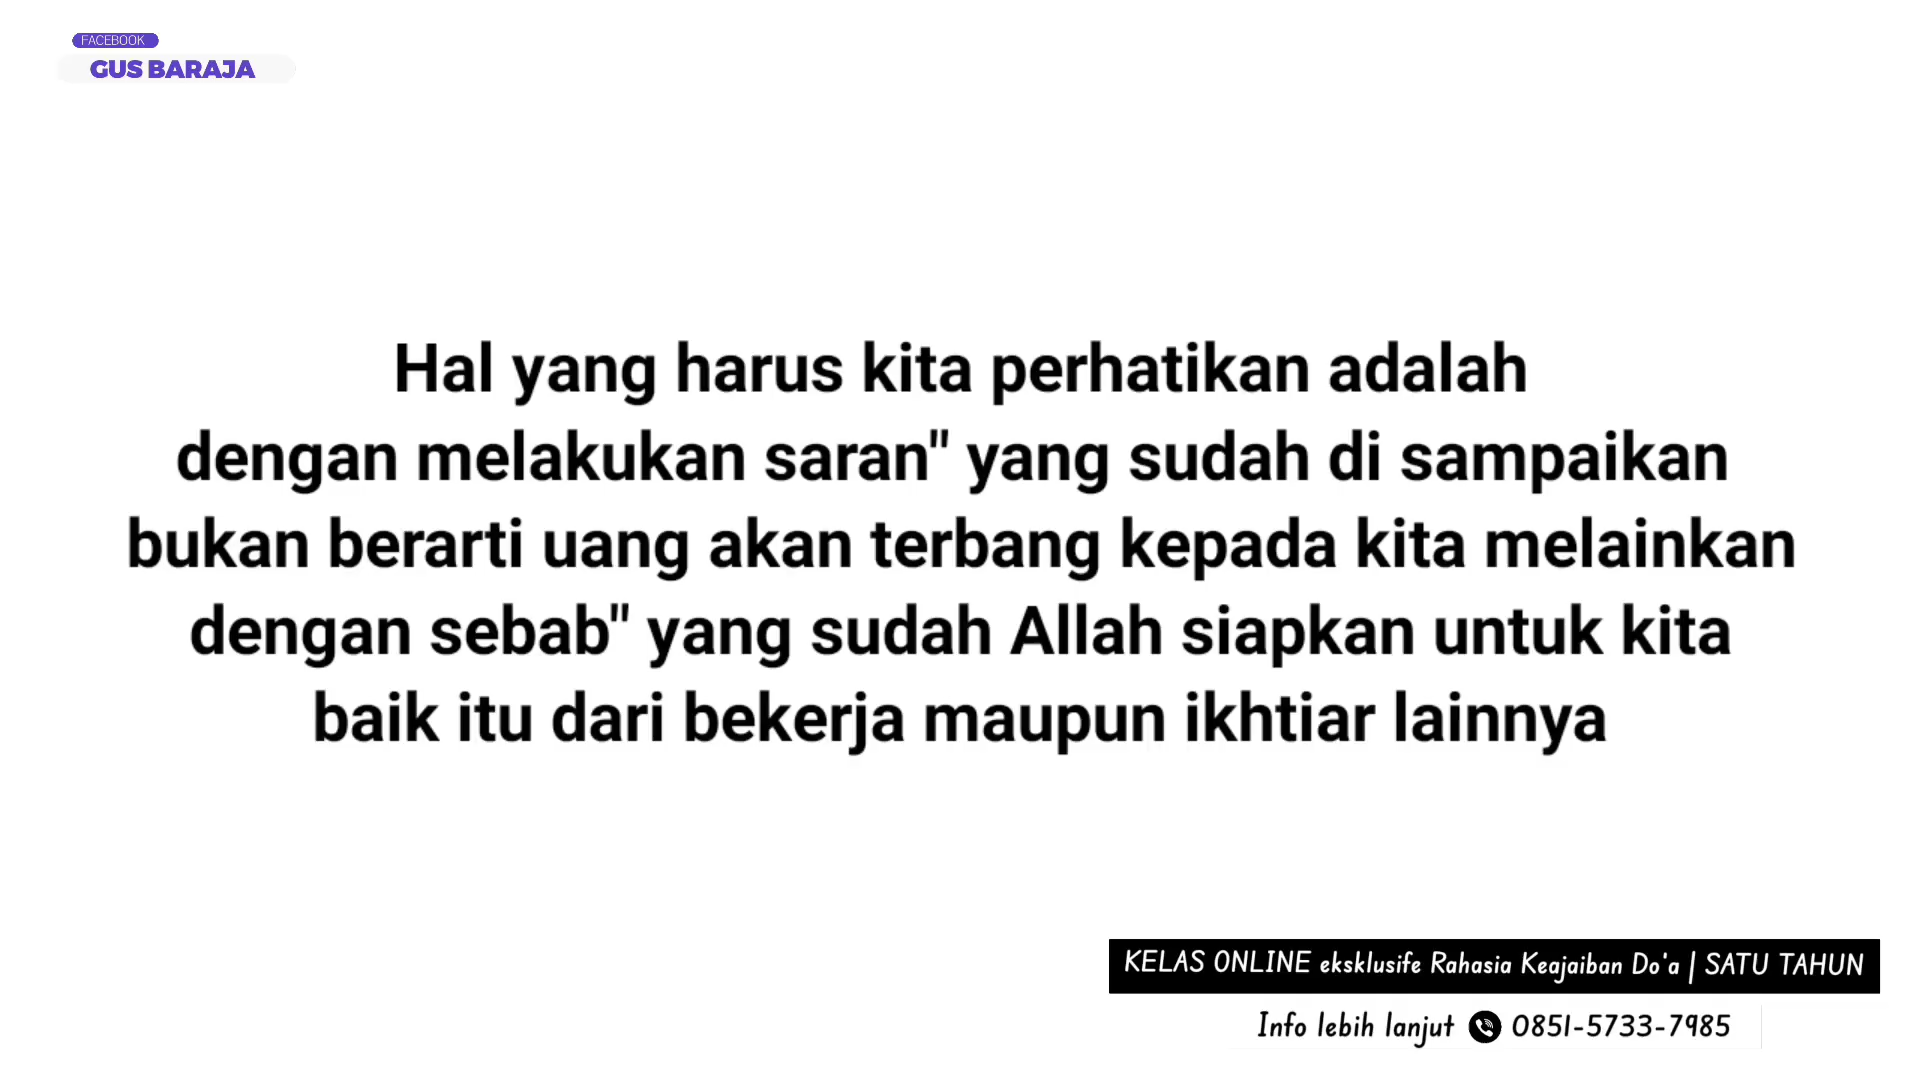 FACEBOOK
GUS BARAJA
Hal yang harus kita perhatikan adalah
dengan melakukan saran" yang sudah di sampaikan
bukan berarti uang akan terbang kepada kita melainkan
dengan sebab" yang sudah Allah siapkan untuk kita
baik itu dari bekerja maupun ikhtiar lainnya
KELAS ONLINE eksklusife Rahasia Keajaiban Do'a | SATU TAHUN
Info lebih lanjut 0851-5733-7985